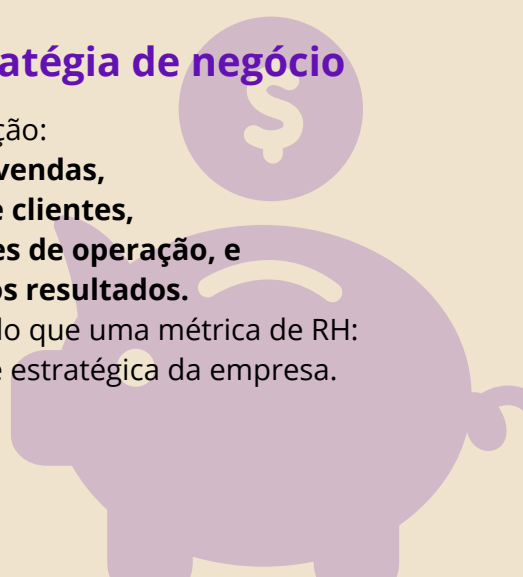 atégia de negócio
ção:
vendas,
e clientes,
es de operação, e
os resultados.
do que uma métrica de RH:
e estratégica da empresa.